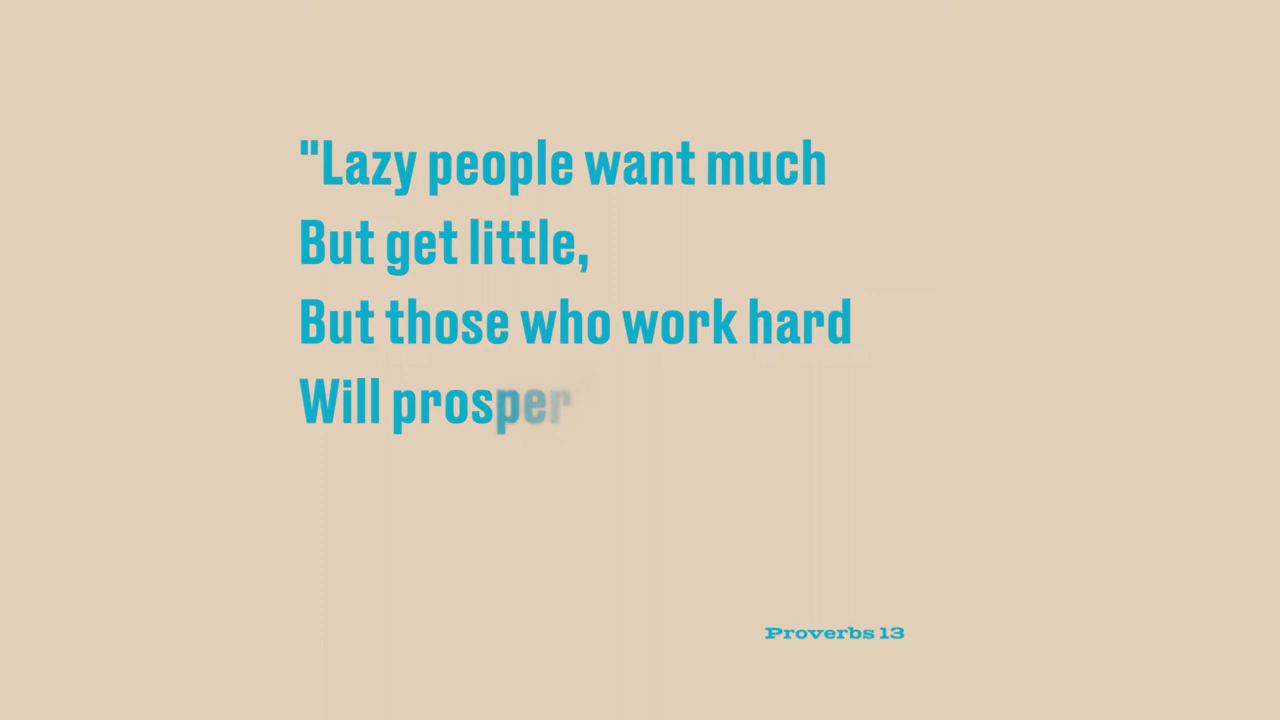 "Lazy people want much
But get little,
But those who work hard
Will prosper
Proverbs 13